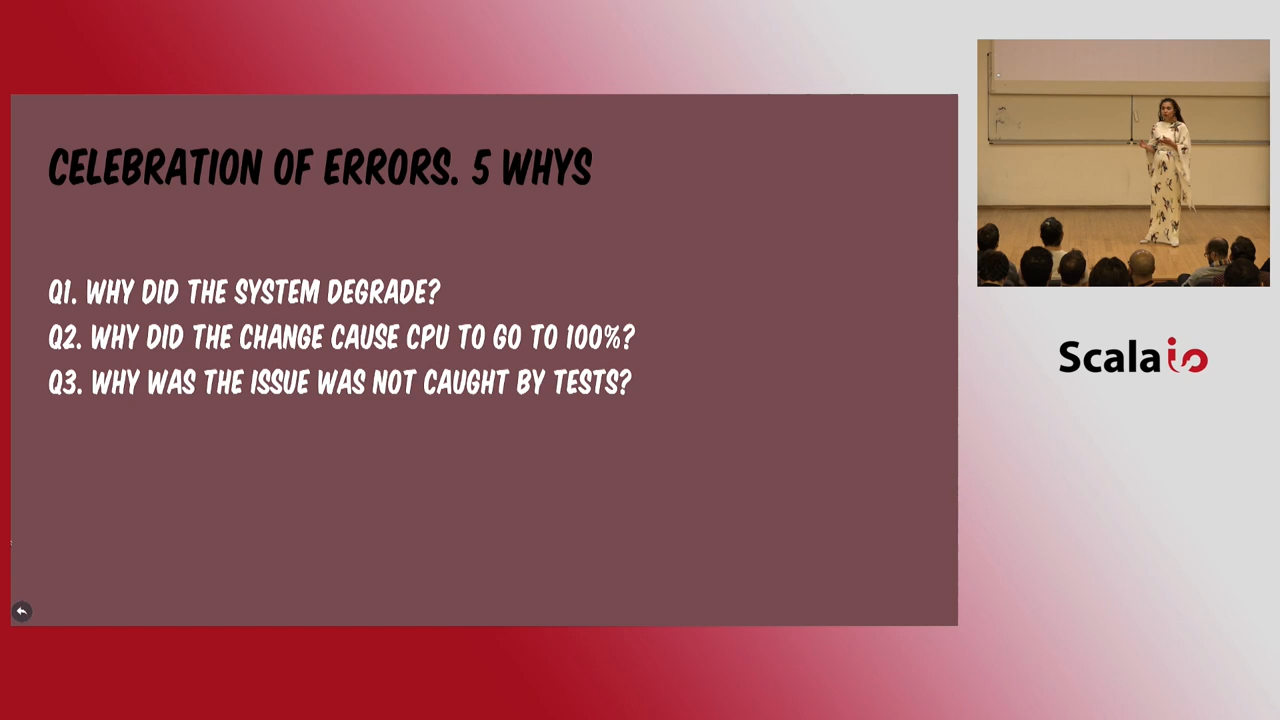 CELEBRATION OF ERRORS. 5 WHYS
Q1. WHY DID THE SYSTEM DEGRADE?
Q2. WHY DID THE CHANGE CAUSE CPU TO GO TO 100%?
Q3. WHY WAS THE ISSUE WAS NOT CAUGHT BY TESTS?
Scala io